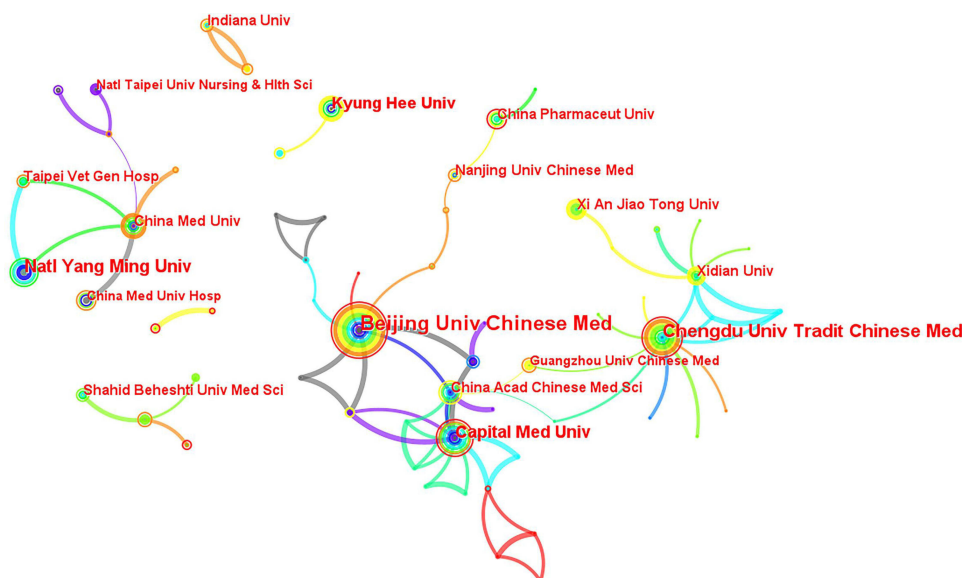 Indiana Univ
Natl Taipei Univ Nursing & Hlth Sci
Kyung Hee Univ
China Pharmaceut Univ
Taipei Vet Gen Hosp
Nanjing Univ Chinese Med
Xi An Jiao Tong Univ
China Med Univ
Natl Yang Ming Univ
Xidian Univ
China Med Univ Hosp
Beijing Univ Chinese Med
Chengdu Univ Tradit Chinese Med
Guangzhou Univ Chinese Med
Shahid Beheshti Univ Med Sci
China Acad Chinese Med Sci
Capital Med Univ